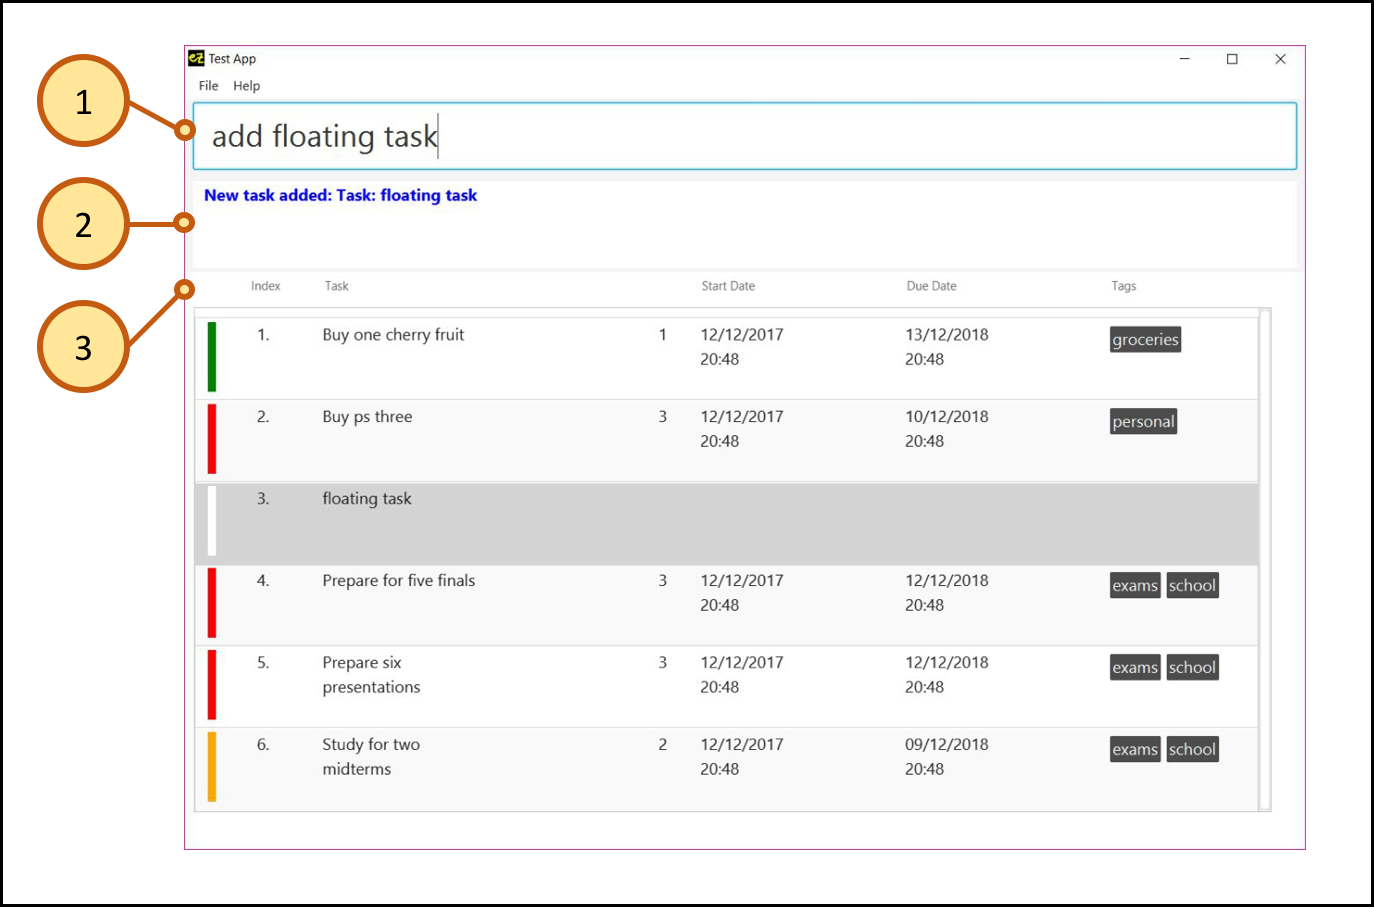 Test App
File Help
1
add floating task
2
New task added: Task: floating task
3
Index Task Start Date Due Date Tags
1. Buy one cherry fruit 1 12/12/2017 13/12/2018 groceries
20:48 20:48
2. Buy ps three 3 12/12/2017 10/12/2018 personal
20:48 20:48
3. floating task
4. Prepare for five finals 3 12/12/2017 12/12/2018 exams school
20:48 20:48
5. Prepare six 3 12/12/2017 12/12/2018 exams school
presentations 20:48 20:48
6. Study for two 2 12/12/2017 09/12/2018 exams school
midterms 20:48 20:48